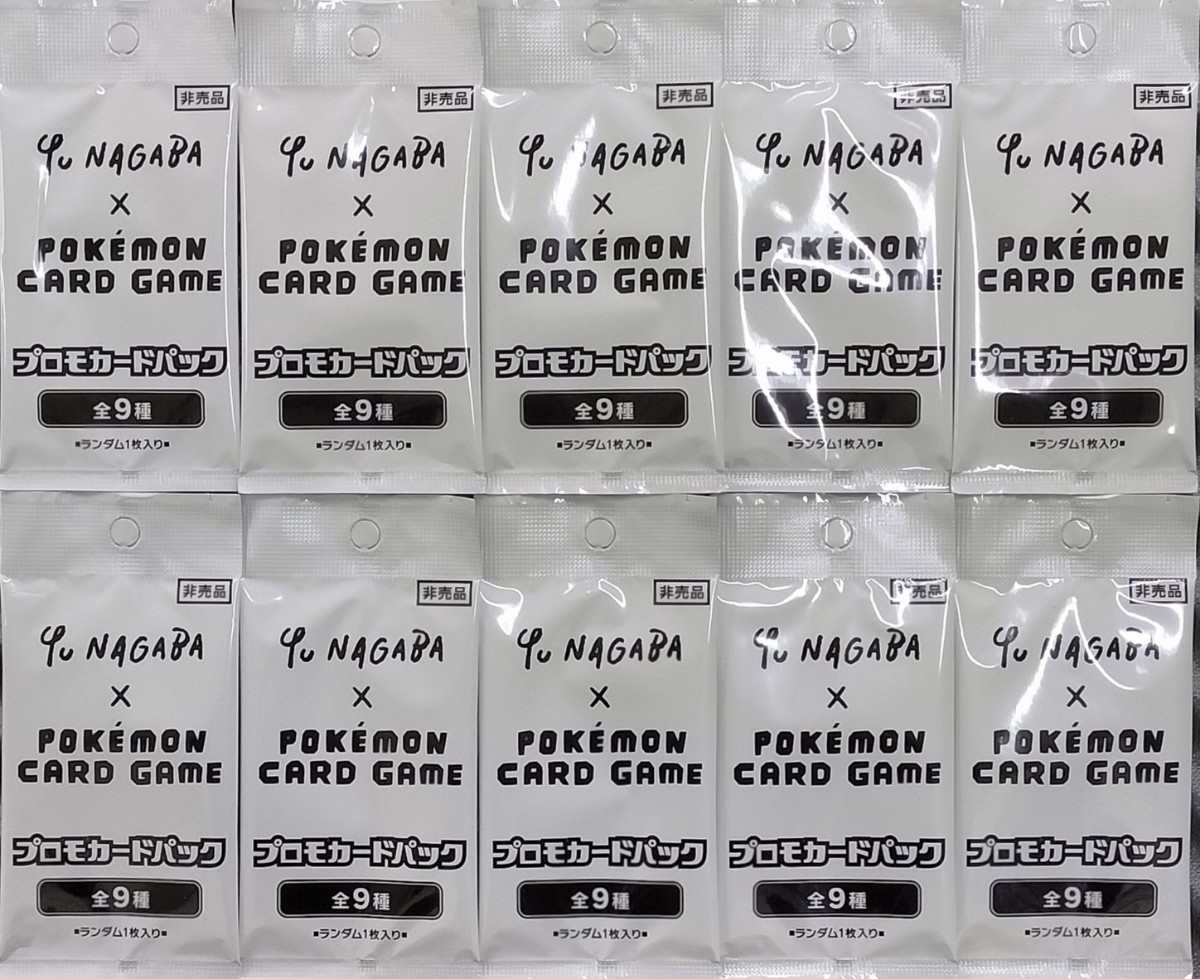 非売品
Yu NAGABA
×
POKÉMON
CARD GAME
プロモカードパック
全9種
▪ランダム1枚入り▪
非売品
Yu NAGABA
×
POKÉMON
CARD GAME
プロモカードパック
全9種
▪ランダム1枚入り▪
非売品
Yu NAGABA
×
POKÉMON
CARD GAME
プロモカードパック
全9種
▪ランダム1枚入り▪
非売品
Yu NAGABA
×
POKÉMON
CARD GAME
プロモカードパック
全9種
▪ランダム1枚入り▪
非売品
Yu NAGABA
×
POKÉMON
CARD GAME
プロモカードパック
全9種
▪ランダム1枚入り▪
非売品
Yu NAGABA
×
POKÉMON
CARD GAME
プロモカードパック
全9種
▪ランダム1枚入り▪
非売品
Yu NAGABA
×
POKÉMON
CARD GAME
プロモカードパック
全9種
▪ランダム1枚入り▪
非売品
Yu NAGABA
×
POKÉMON
CARD GAME
プロモカードパック
全9種
▪ランダム1枚入り▪
非売品
Yu NAGABA
×
POKÉMON
CARD GAME
プロモカードパック
全9種
▪ランダム1枚入り▪
非売品
Yu NAGABA
×
POKÉMON
CARD GAME
プロモカードパック
全9種
▪ランダム1枚入り▪